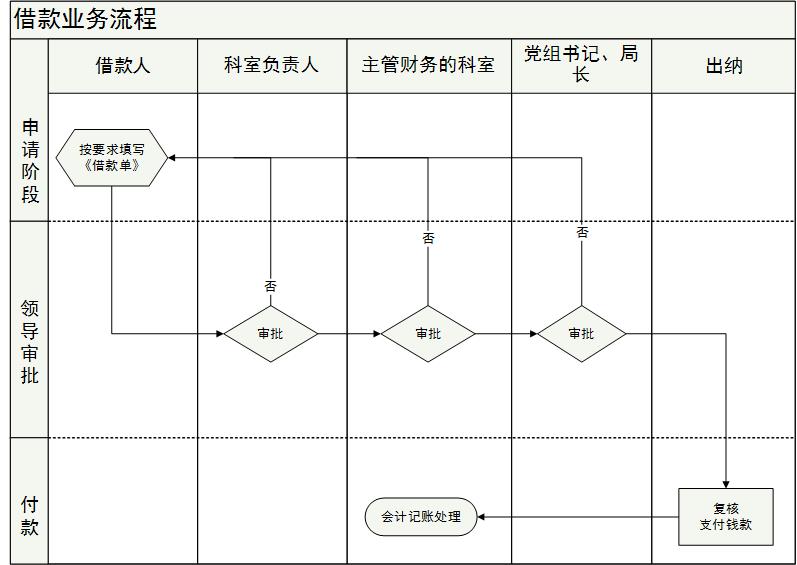 借款业务流程
借款人
科室负责人
主管财务的科室
党组书记、局
长
出纳
申请阶段
按要求填写
《借款单》
否
否
否
领导审批
审批
审批
审批
付款
会计记账处理
复核
支付钱款